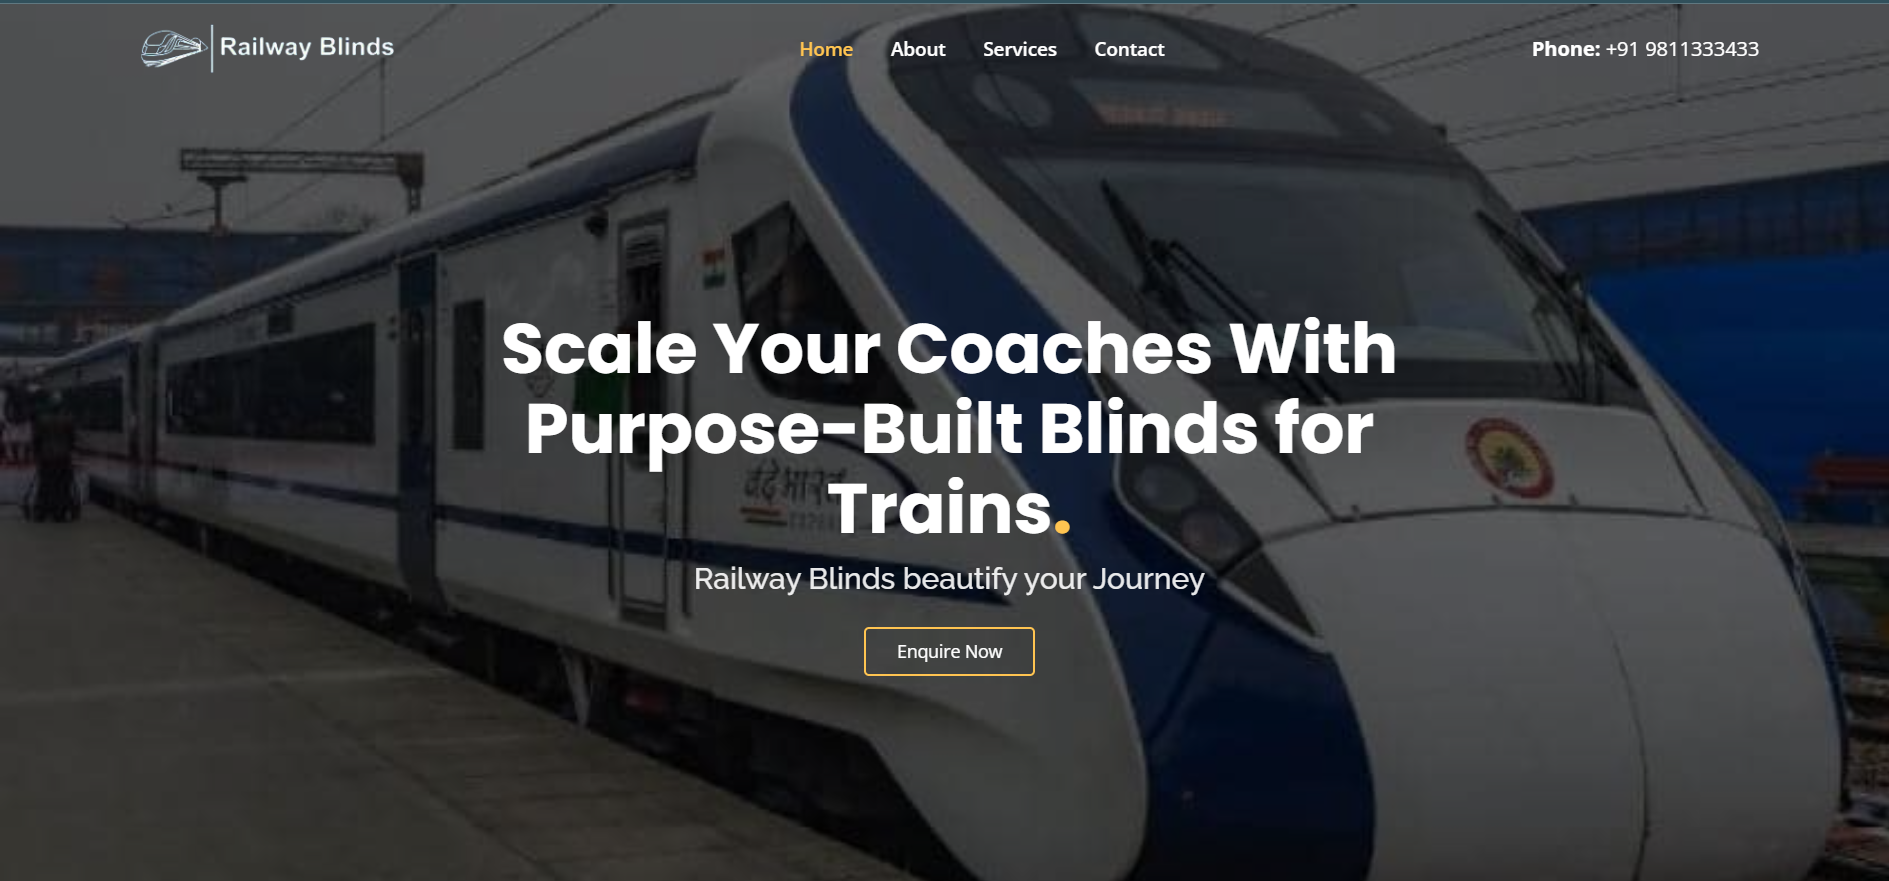 Railway Blinds
Home About Services Contact
Phone: +91 9811333433
Scale Your Coaches With
Purpose-Built Blinds for
Trains.
वंदे भारत
Railway Blinds beautify your Journey
Enquire Now